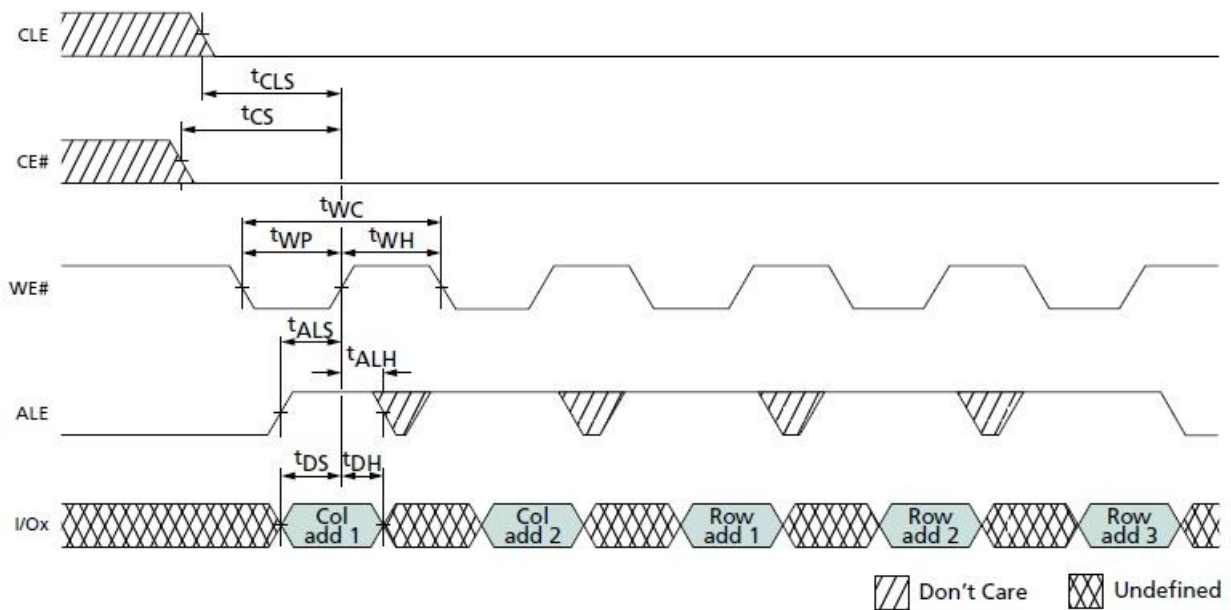 CLE
tCLS
tCS
CE#
tWC
tWP
tWH
WE#
tALS
tALH
ALE
tDS
tDH
I/Ox
Col
add 1
Col
add 2
Row
add 1
Row
add 2
Row
add 3
Don't Care
Undefined